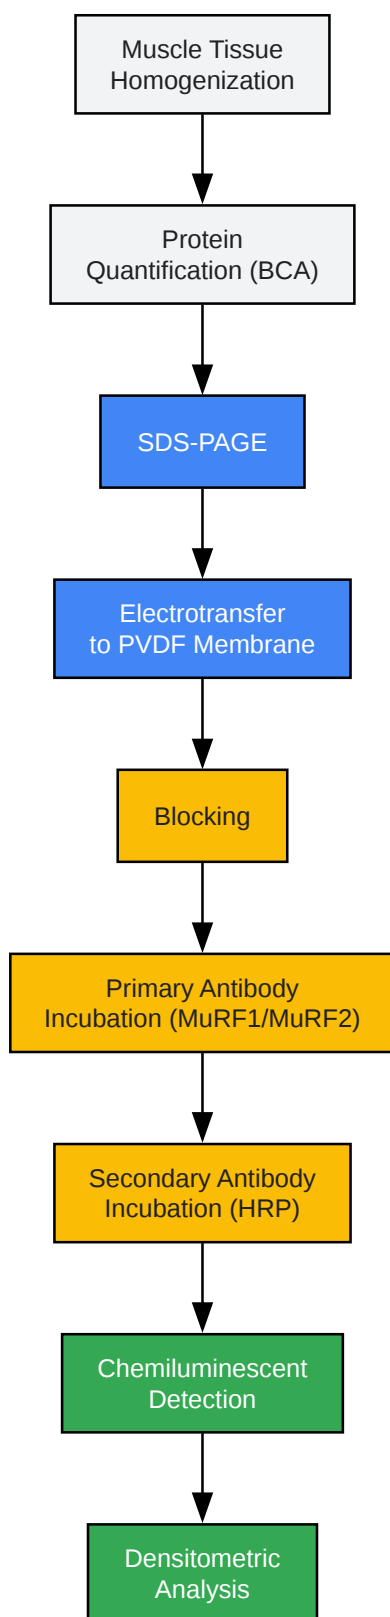 Muscle Tissue
Homogenization
Protein
Quantification (BCA)
SDS-PAGE
Electrotransfer
to PVDF Membrane
Blocking
Primary Antibody
Incubation (MuRF1/MuRF2)
Secondary Antibody
Incubation (HRP)
Chemiluminescent
Detection
Densitometric
Analysis